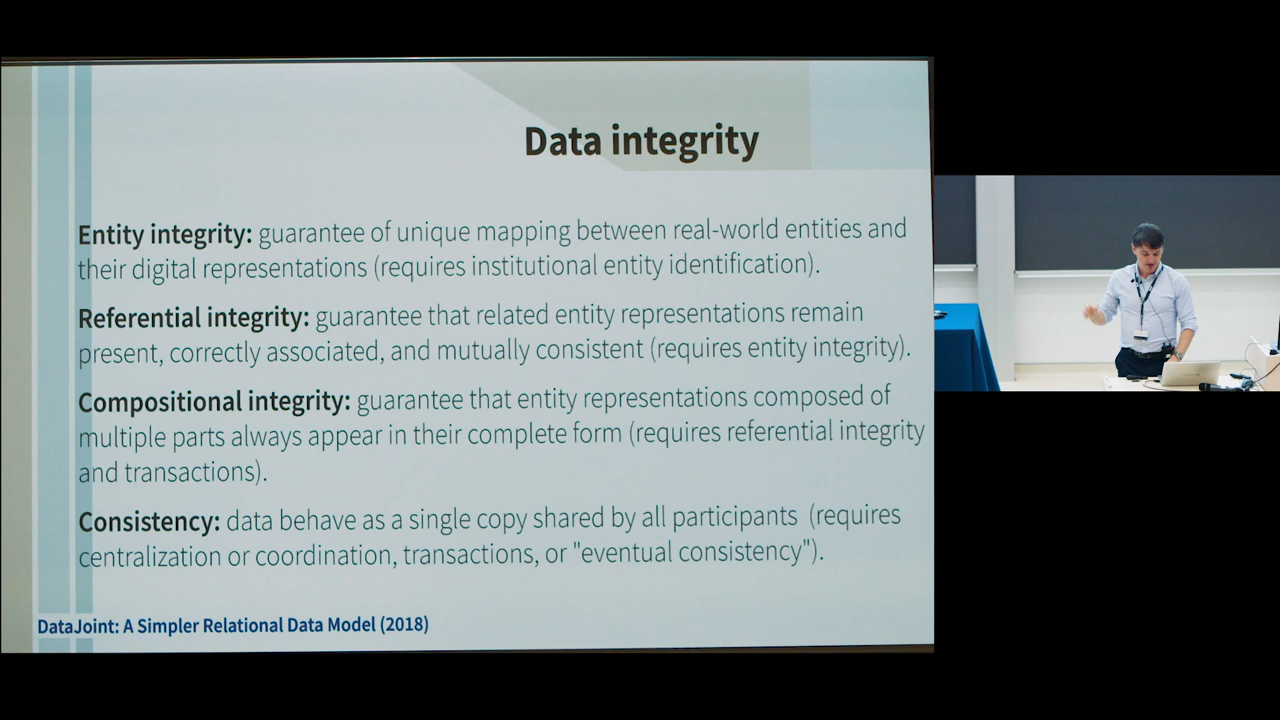 Data integrity
Entity integrity: guarantee of unique mapping between real-world entities and
their digital representations (requires institutional entity identification).
Referential integrity: guarantee that related entity representations remain
present, correctly associated, and mutually consistent (requires entity integrity).
Compositional integrity: guarantee that entity representations composed of
multiple parts always appear in their complete form (requires referential integrity
and transactions).
Consistency: data behave as a single copy shared by all participants (requires
centralization or coordination, transactions, or "eventual consistency").
DataJoint: A Simpler Relational Data Model (2018)